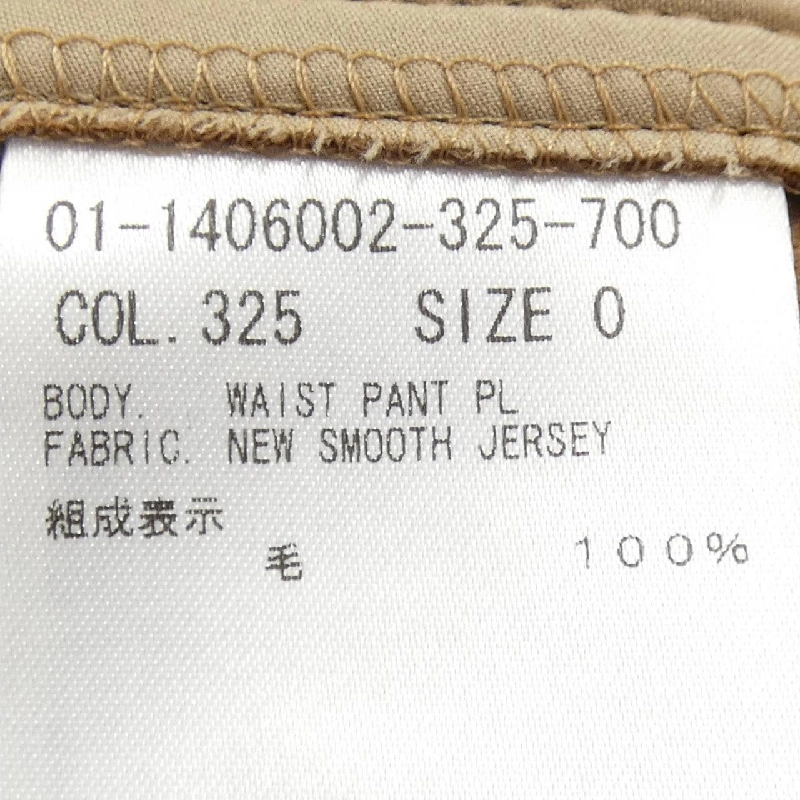 01-1406002-325-700
COL. 325 SIZE 0
BODY. WAIST PANT PL
FABRIC. NEW SMOOTH JERSEY
組成表示
毛 100%